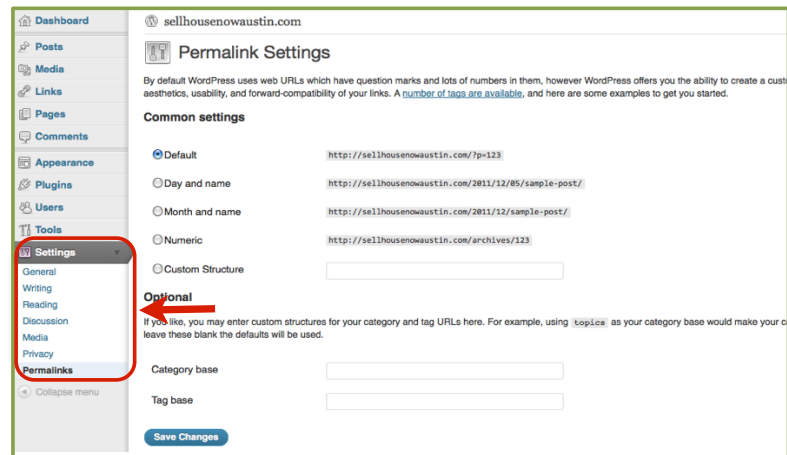 Dashboard
Posts
Media
Links
Pages
Comments
Appearance
Plugins
Users
Tools
Settings
General
Writing
Reading
Discussion
Media
Privacy
Permalinks
Collapse menu
sellhousenowaustin.com
Permalink Settings
By default WordPress uses web URLs which have question marks and lots of numbers in them, however WordPress offers you the ability to create a
aesthetics, usability, and forward-compatibility of your links. A number of tags are available, and here are some examples to get you started.
Common settings
Default http://sellhousenowaustin.com/?p=123
Day and name http://sellhousenowaustin.com/2011/12/05/sample-post/
Month and name http://sellhousenowaustin.com/2011/12/sample-post/
Numeric http://sellhousenowaustin.com/archives/123
Custom Structure
Optional
If you like, you may enter custom structures for your category and tag URLs here. For example, using topics as your category base would make your
leave these blank the defaults will be used.
Category base
Tag base
Save Changes